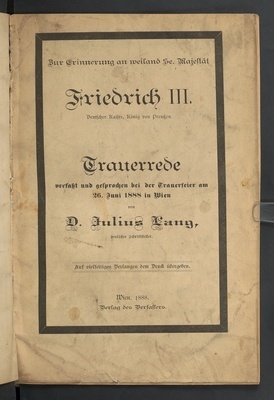 Zur Erinnerung an weiland Se. Majestät
Friedrich III.
Deutscher Kaiser, König von Preußen.
Trauerrede
verfaßt und gesprochen bei der Trauerfeier am
26. Juni 1888 in Wien
von
D. Julius Lang,
deutscher Schriftsteller.
Auf vielseitiges Verlangen dem Druck übergeben.
Wien 1888.
Verlag des Verfassers.